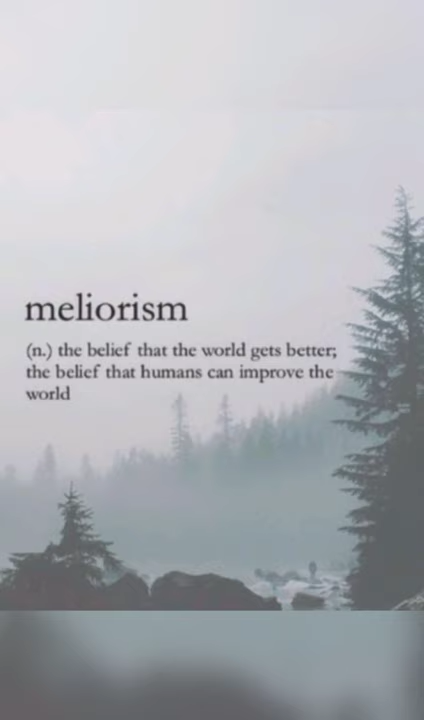 meliorism
(n.) the belief that the world gets better;
the belief that humans can improve the
world